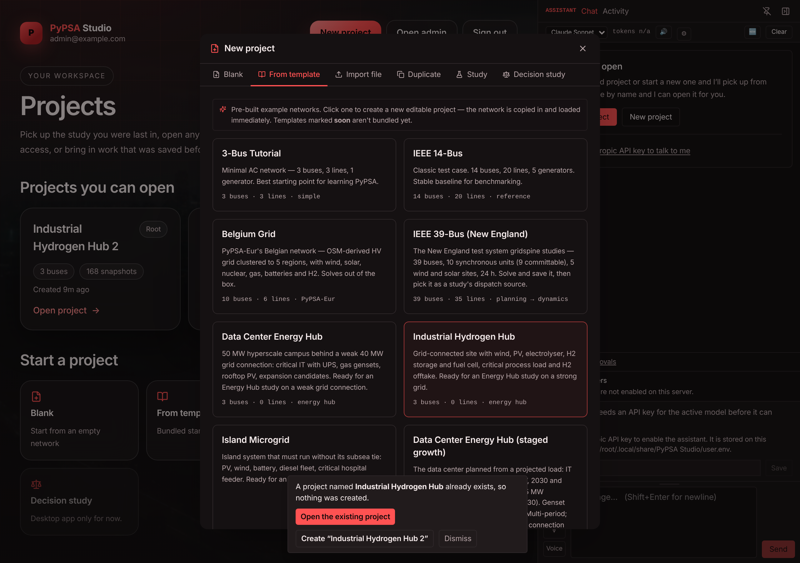 PyPSA Studio
admin@example.com
New project
Open admin
Sign out
ASSISTANT Chat Activity
Claude Sonnet
tokens n/a
Clear
YOUR WORKSPACE
Projects
Pick up the study you were last in, open any
access, or bring in work that was saved befo
Projects you can open
Industrial
Hydrogen Hub 2
Root
3 buses
168 snapshots
Created 9m ago
Open project →
Start a project
Blank
Start from an empty
network
From temp
Bundled star
Decision study
Desktop app only for now.
New project
Blank
From template
Import file
Duplicate
Study
Decision study
Pre-built example networks. Click one to create a new editable project — the network is copied in and loaded
immediately. Templates marked soon aren't bundled yet.
3-Bus Tutorial
Minimal AC network — 3 buses, 3 lines, 1
generator. Best starting point for learning PyPSA.
3 buses · 3 lines · simple
IEEE 14-Bus
Classic test case. 14 buses, 20 lines, 5 generators.
Stable baseline for benchmarking.
14 buses · 20 lines · reference
Belgium Grid
PyPSA-Eur's Belgian network — OSM-derived HV
grid clustered to 5 regions, with wind, solar,
nuclear, gas, batteries and H2. Solves out of the
box.
10 buses · 6 lines · PyPSA-Eur
IEEE 39-Bus (New England)
The New England test system gridspine studies —
39 buses, 10 synchronous units (9 committable), 5
wind and solar sites, 24 h. Solve and save it, then
pick it as a study's dispatch source.
39 buses · 35 lines · planning → dynamics
Data Center Energy Hub
50 MW hyperscale campus behind a weak 40 MW
grid connection: critical IT with UPS, gas gensets,
rooftop PV, expansion candidates. Ready for an
Energy Hub study on a weak grid connection.
3 buses · 0 lines · energy hub
Industrial Hydrogen Hub
Grid-connected site with wind, PV, electrolyser, H2
storage and fuel cell, critical process load and H2
offtake. Ready for an Energy Hub study on a strong
grid.
3 buses · 0 lines · energy hub
Island Microgrid
Island system that must run without its subsea tie:
PV, wind, battery, diesel fleet, critical hospital
feeder. Ready for an En
Data Center Energy Hub (staged
growth)
The data center planned from a projected load: IT
, 2030 and
MW
30). Genset
Multi-period;
connection
A project named Industrial Hydrogen Hub already exists, so
nothing was created.
Open the existing project
Create “Industrial Hydrogen Hub 2”
Dismiss
open
d project or start a new one and I'll pick up from
e by name and I can open it for you.
ct
New project
ropic API key to talk to me
ovals
rs
re not enabled on this server.
eeds an API key for the active model before it can
pic API key to enable the assistant. It is stored on this
/root/.local/share/PyPSA Studio/user.env.
Save
ge... (Shift+Enter for newline)
Voice
Send